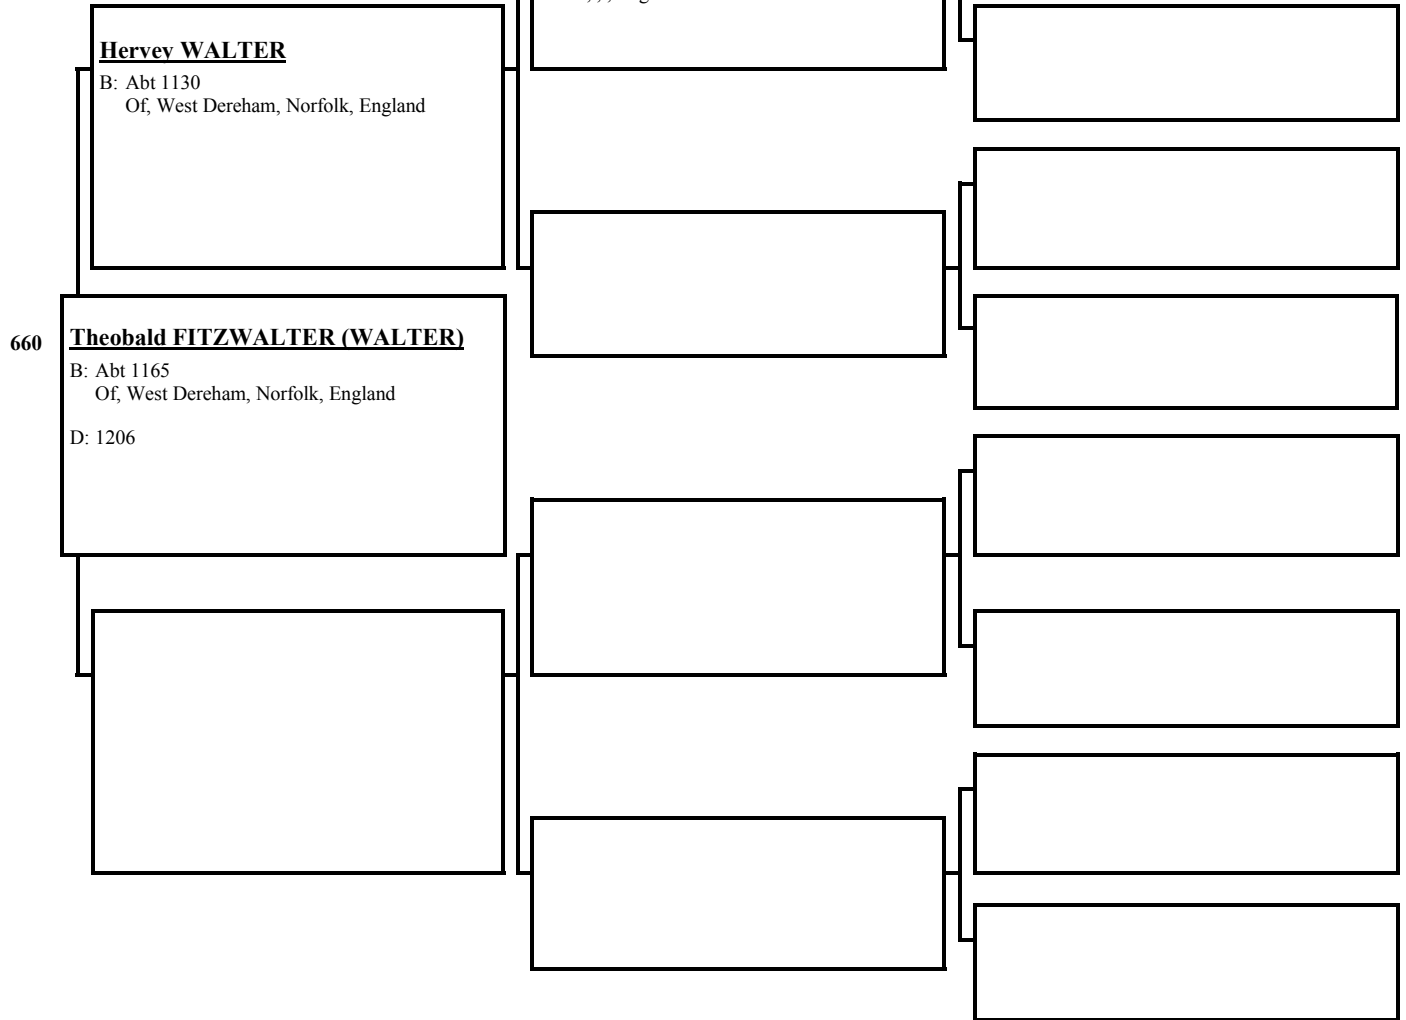 Hervey WALTER
B: Abt 1130
Of, West Dereham, Norfolk, England
660
Theobald FITZWALTER (WALTER)
B: Abt 1165
Of, West Dereham, Norfolk, England
D: 1206